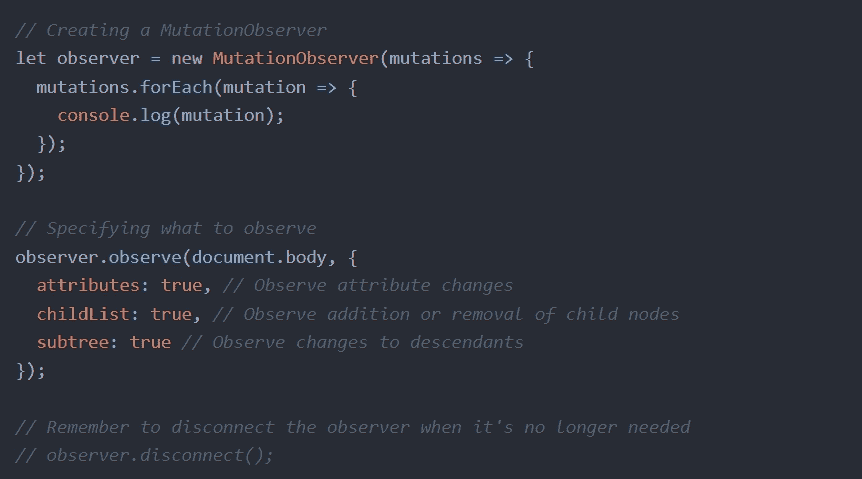 // Creating a MutationObserver
let observer = new MutationObserver(mutations => {
  mutations.forEach(mutation => {
    console.log(mutation);
  });
});

// Specifying what to observe
observer.observe(document.body, {
  attributes: true, // Observe attribute changes
  childList: true, // Observe addition or removal of child nodes
  subtree: true // Observe changes to descendants
});

// Remember to disconnect the observer when it's no longer needed
// observer.disconnect();